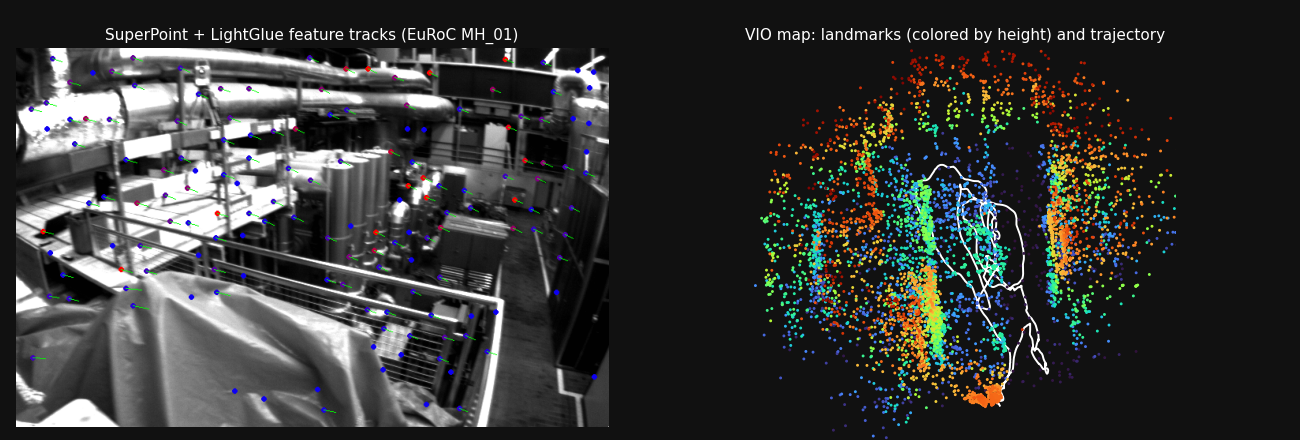 SuperPoint + LightGlue feature tracks (EuRoC MH_01)
VIO map: landmarks (colored by height) and trajectory